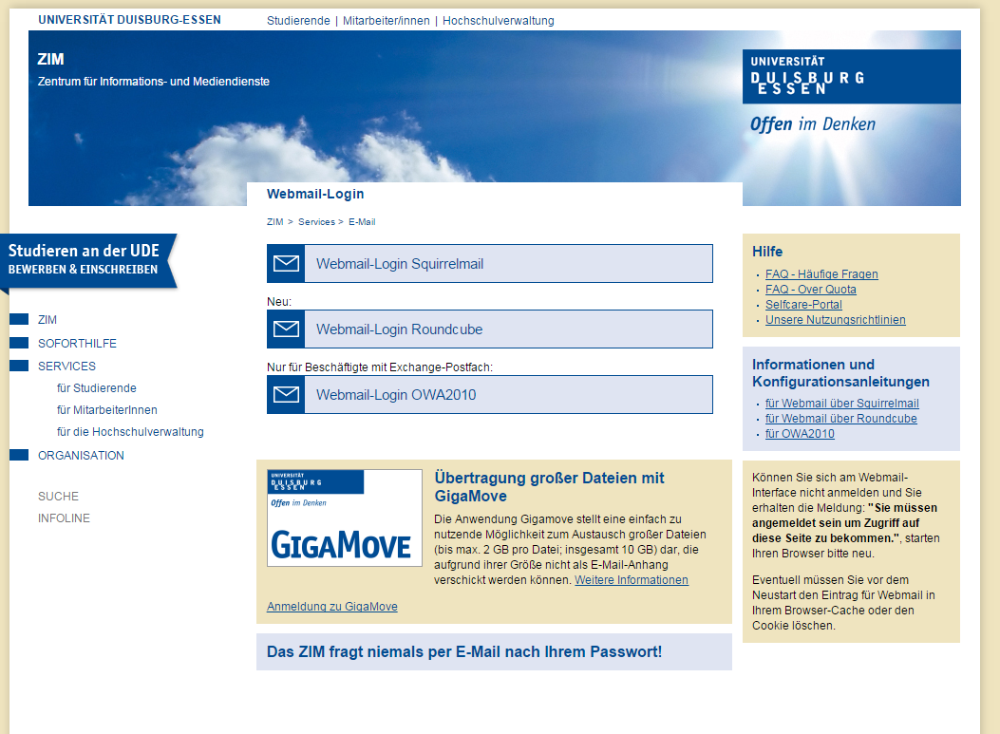 UNIVERSITÄT DUISBURG-ESSEN
Studierende | Mitarbeiter/innen | Hochschulverwaltung
ZIM
Zentrum für Informations- und Mediendienste
UNIVERSITÄT
DUISBURG
ESSEN
Offen im Denken
Webmail-Login
ZIM > Services > E-Mail
Studieren an der UDE
BEWERBEN & EINSCHREIBEN
ZIM
SOFORTHILFE
SERVICES
für Studierende
für MitarbeiterInnen
für die Hochschulverwaltung
ORGANISATION
SUCHE
INFOLINE
Webmail-Login Squirrelmail
Neu:
Webmail-Login Roundcube
Nur für Beschäftigte mit Exchange-Postfach:
Webmail-Login OWA2010
UNIVERSITÄT
DUISBURG
ESSEN
Offen im Denken
GIGAMOVE
Übertragung großer Dateien mit
GigaMove
Die Anwendung Gigamove stellt eine einfach zu
nutzende Möglichkeit zum Austausch großer Dateien
(bis max. 2 GB pro Datei; insgesamt 10 GB) dar, die
aufgrund ihrer Größe nicht als E-Mail-Anhang
verschickt werden können. Weitere Informationen
Anmeldung zu GigaMove
Das ZIM fragt niemals per E-Mail nach Ihrem Passwort!
Hilfe
FAQ - Häufige Fragen
FAQ - Over Quota
Selfcare-Portal
Unsere Nutzungsrichtlinien
Informationen und
Konfigurationsanleitungen
für Webmail über Squirrelmail
für Webmail über Roundcube
für OWA2010
Können Sie sich am Webmail-
Interface nicht anmelden und Sie
erhalten die Meldung: "Sie müssen
angemeldet sein um Zugriff auf
diese Seite zu bekommen.", starten
Ihren Browser bitte neu.
Eventuell müssen Sie vor dem
Neustart den Eintrag für Webmail in
Ihrem Browser-Cache oder den
Cookie löschen.